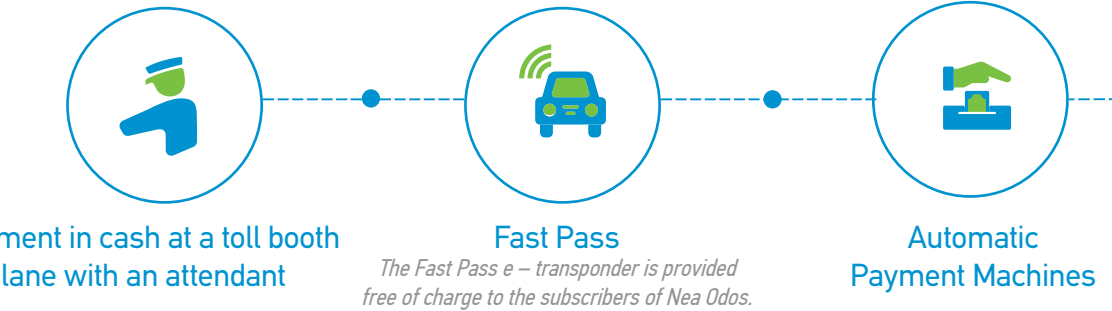 ment in cash at a toll booth
lane with an attendant
Fast Pass
The Fast Pass e – transponder is provided
free of charge to the subscribers of Nea Odos.
Automatic
Payment Machines